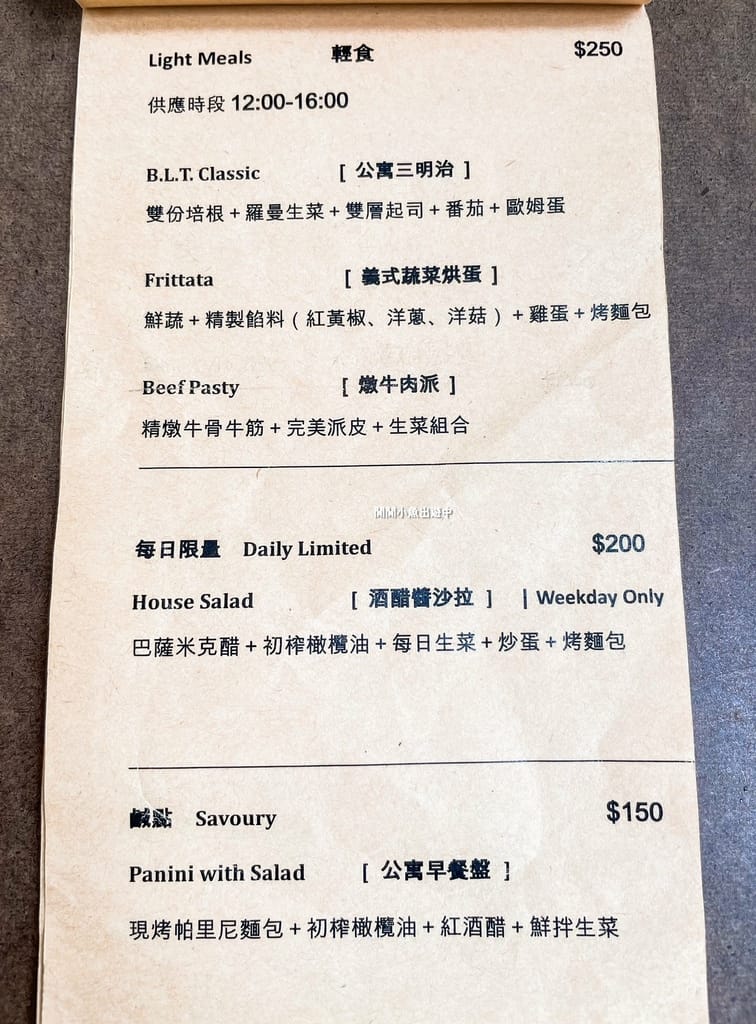 Light Meals 輕食 $250
供應時段 12:00-16:00
B.L.T. Classic [ 公寓三明治 ]
雙份培根 + 羅曼生菜 + 雙層起司 + 番茄 + 歐姆蛋
Frittata [ 義式蔬菜烘蛋 ]
鮮蔬 + 精製餡料 ( 紅黃椒、洋蔥、洋菇 ) + 雞蛋 + 烤麵包
Beef Pasty [ 燉牛肉派 ]
精燉牛骨牛筋 + 完美派皮 + 生菜組合
小魚出遊中
每日限量 Daily Limited $200
House Salad [ 酒醋醬沙拉 ] | Weekday Only
巴薩米克醋 + 初榨橄欖油 + 每日生菜 + 炒蛋 + 烤麵包
鹹點 Savoury $150
Panini with Salad [ 公寓早餐盤 ]
現烤帕里尼麵包 + 初榨橄欖油 + 紅酒醋 + 鮮拌生菜